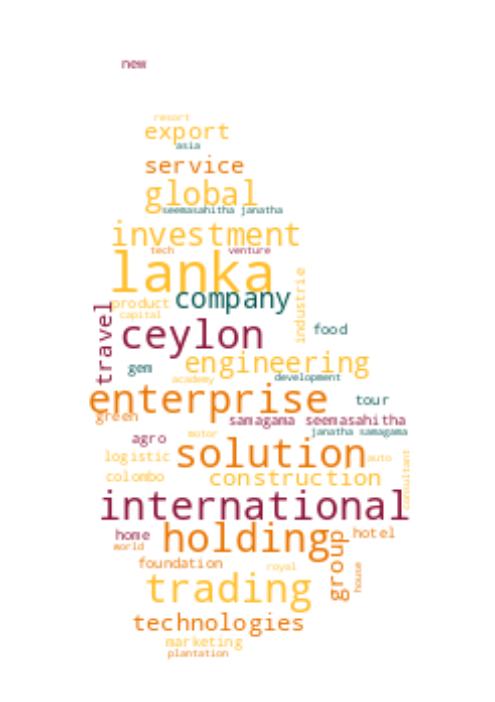 new
resort
export
asia
service
global
seemasahitha janatha
investment
tech
venture
lanka
industrie
company
product
capital
travel
food
ceylon
engineering
gem
academy
development
enterprise
tour
green
samagama seemasahitha
janatha samagama
motor
agro
solution
logistic
auto
consultant
colombo
construction
international
home
holding
hotel
world
group
foundation
royal
house
trading
technologies
marketing
plantation